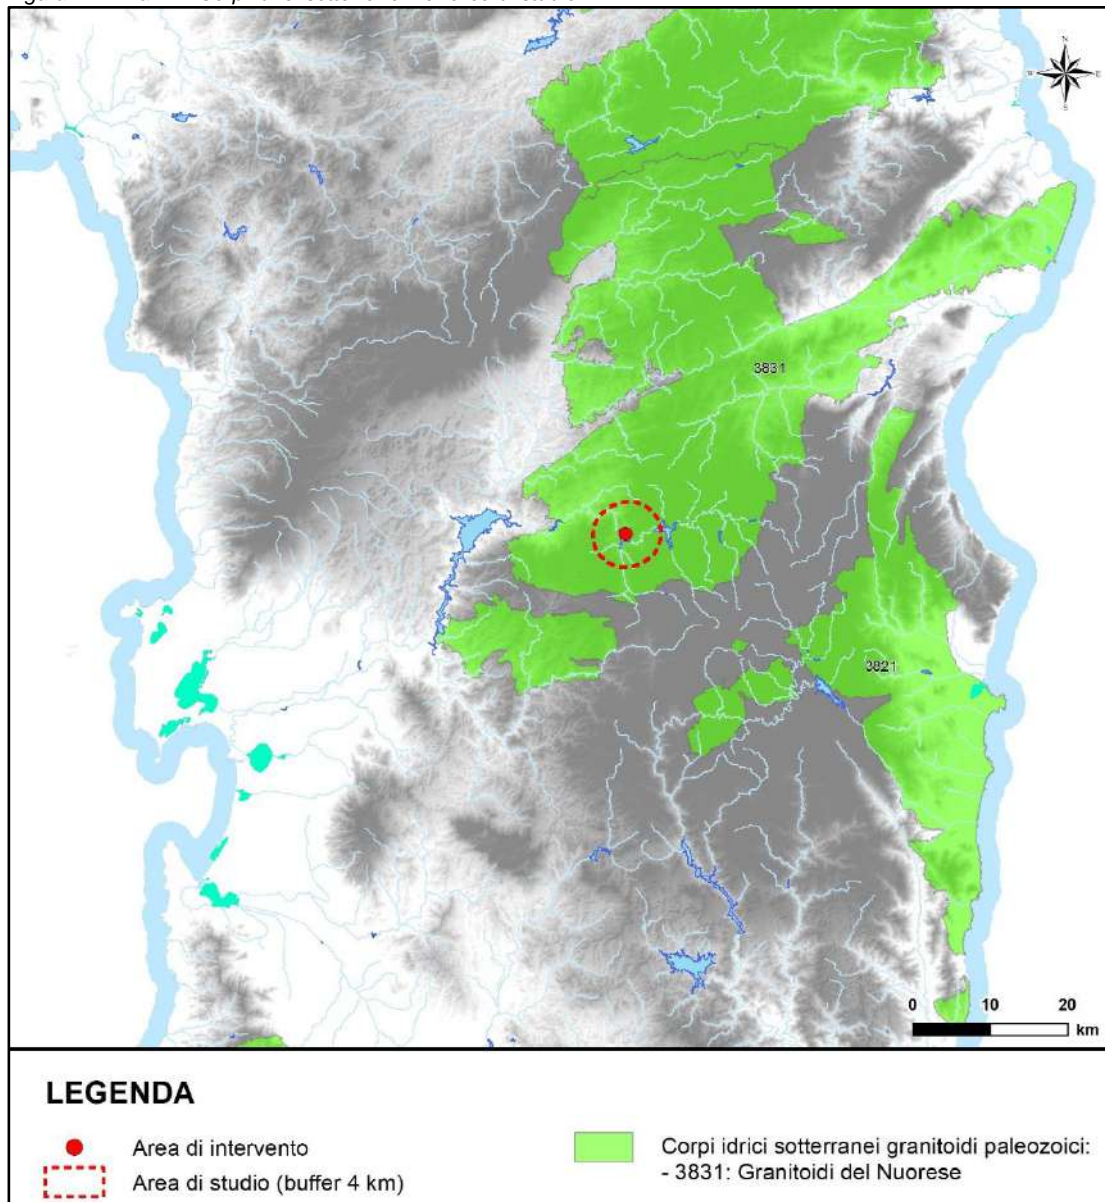 N
W E
S
3831
3821
0 10 20
km
LEGENDA
Area di intervento
Area di studio (buffer 4 km)
Corpi idrici sotterranei granitoidi paleozoici:
- 3831: Granitoidi del Nuorese